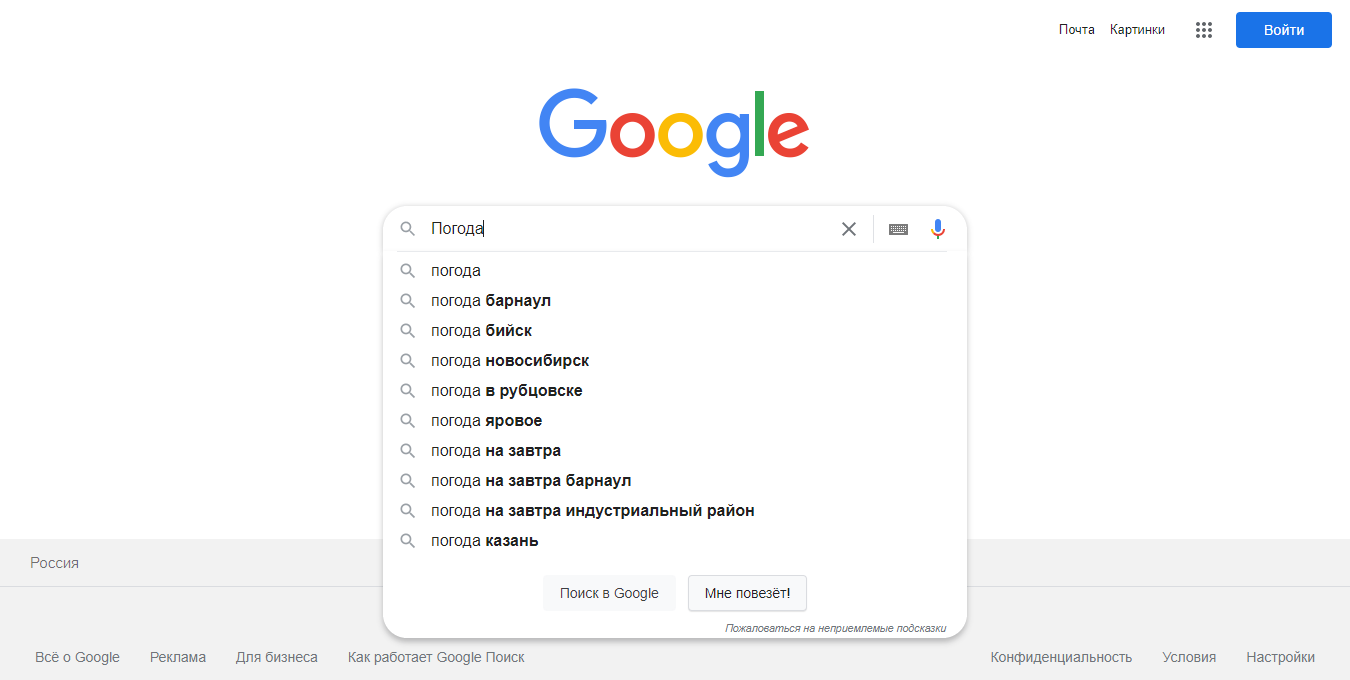 Почта Картинки Войти
Google
Погода
погода
погода барнаул
погода бийск
погода новосибирск
погода в рубцовске
погода яровое
погода на завтра
погода на завтра барнаул
погода на завтра индустриальный район
погода казань
Россия
Поиск в Google Мне повезёт!
Пожаловаться на неприемлемые подсказки
Всё о Google Реклама Для бизнеса Как работает Google Поиск Конфиденциальность Условия Настройки